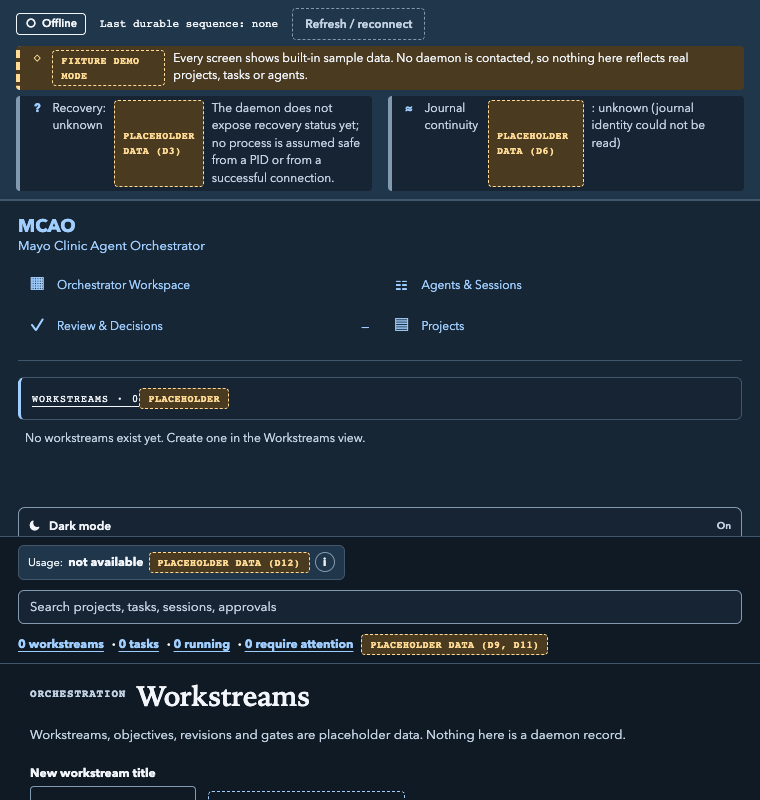 Offline
Last durable sequence: none
Refresh / reconnect
FIXTURE DEMO
MODE
Every screen shows built-in sample data. No daemon is contacted, so nothing here reflects real
projects, tasks or agents.
? Recovery:
unknown
PLACEHOLDER
DATA (D3)
The daemon does not
expose recovery status yet;
no process is assumed safe
from a PID or from a
successful connection.
≈ Journal
continuity
PLACEHOLDER
DATA (D6)
: unknown (journal
identity could not be
read)
MCAO
Mayo Clinic Agent Orchestrator
Orchestrator Workspace
Agents & Sessions
Review & Decisions –
Projects
WORKSTREAMS · 0 PLACEHOLDER
No workstreams exist yet. Create one in the Workstreams view.
Dark mode On
Usage: not available PLACEHOLDER DATA (D12) i
Search projects, tasks, sessions, approvals
0 workstreams · 0 tasks · 0 running · 0 require attention PLACEHOLDER DATA (D9, D11)
ORCHESTRATION Workstreams
Workstreams, objectives, revisions and gates are placeholder data. Nothing here is a daemon record.
New workstream title